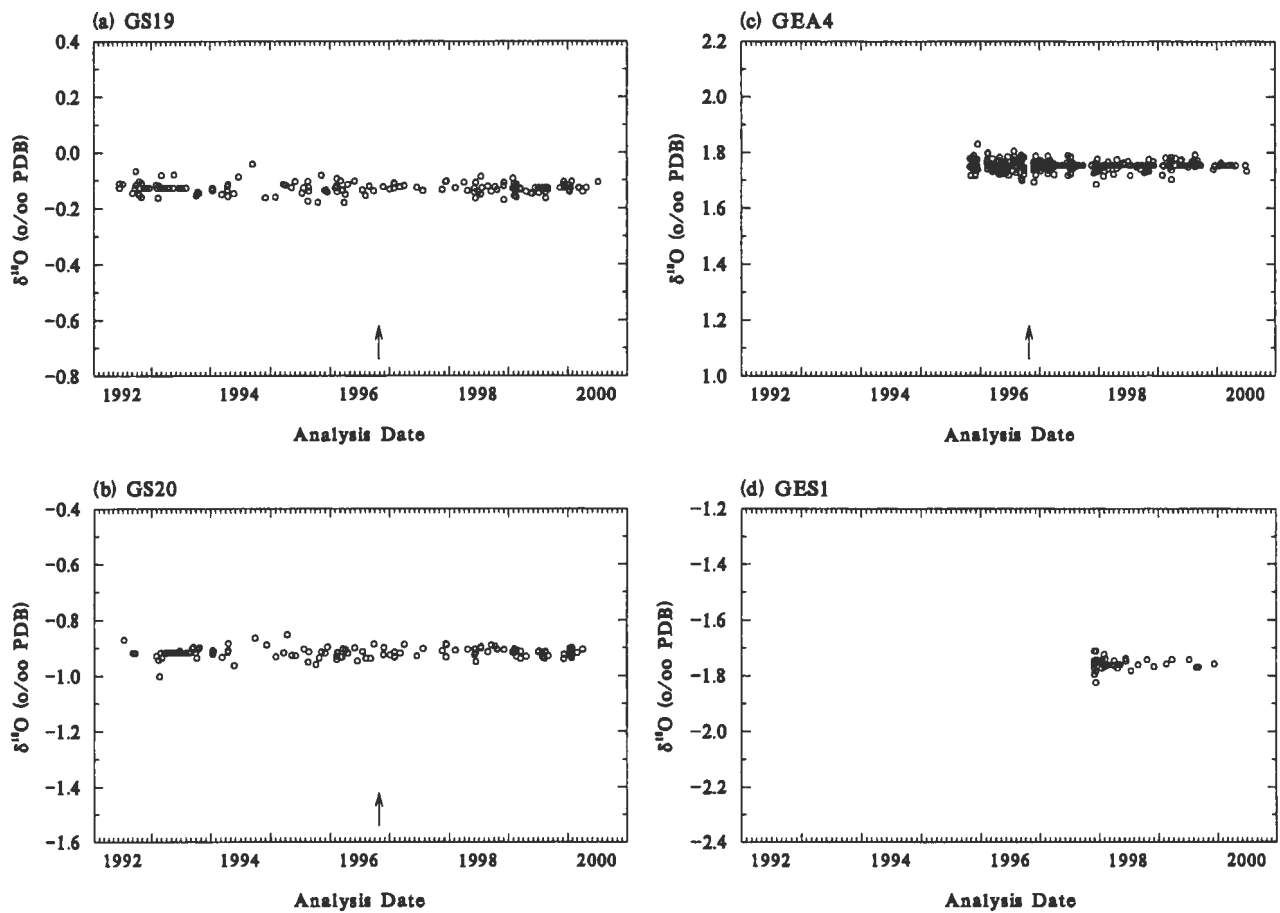 (a) GS19
0.4
0.2
0.0
−0.2
−0.4
−0.6
−0.8
δ¹⁸O (o/oo PDB)
1992 1994 1996 1998 2000
Analysis Date
(c) GEA4
2.2
2.0
1.8
1.6
1.4
1.2
1.0
δ¹⁸O (o/oo PDB)
1992 1994 1996 1998 2000
Analysis Date
(b) GS20
−0.4
−0.6
−0.8
−1.0
−1.2
−1.4
−1.6
δ¹⁸O (o/oo PDB)
1992 1994 1996 1998 2000
Analysis Date
(d) GES1
−1.2
−1.4
−1.6
−1.8
−2.0
−2.2
−2.4
δ¹⁸O (o/oo PDB)
1992 1994 1996 1998 2000
Analysis Date